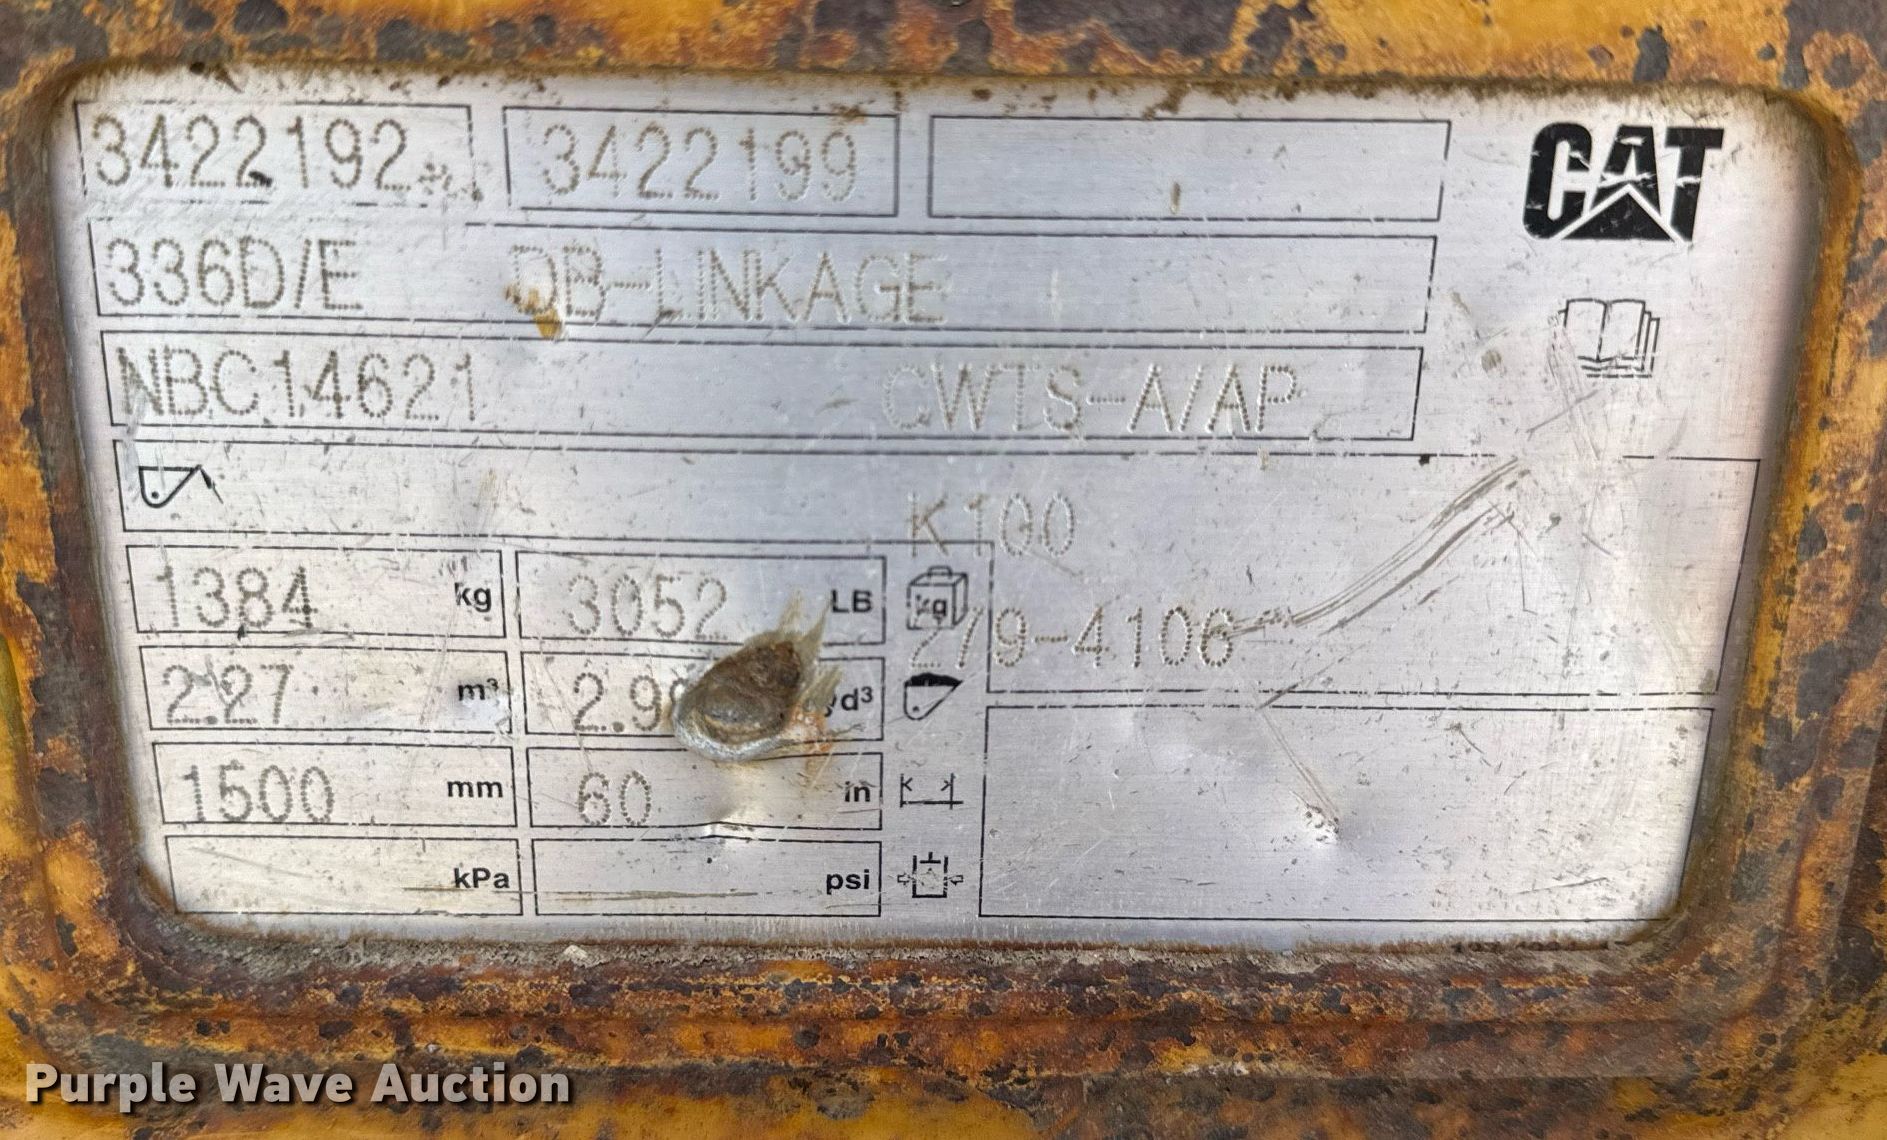 3422192 3422199
CAT
336D/E DB-LINKAGE
NBC14621 CWTS-A/AP
K100
1384 kg 3052 LB kg
279-4106
2.27 m³ yd³
1500 mm 60 in
kPa psi
Purple Wave Auction